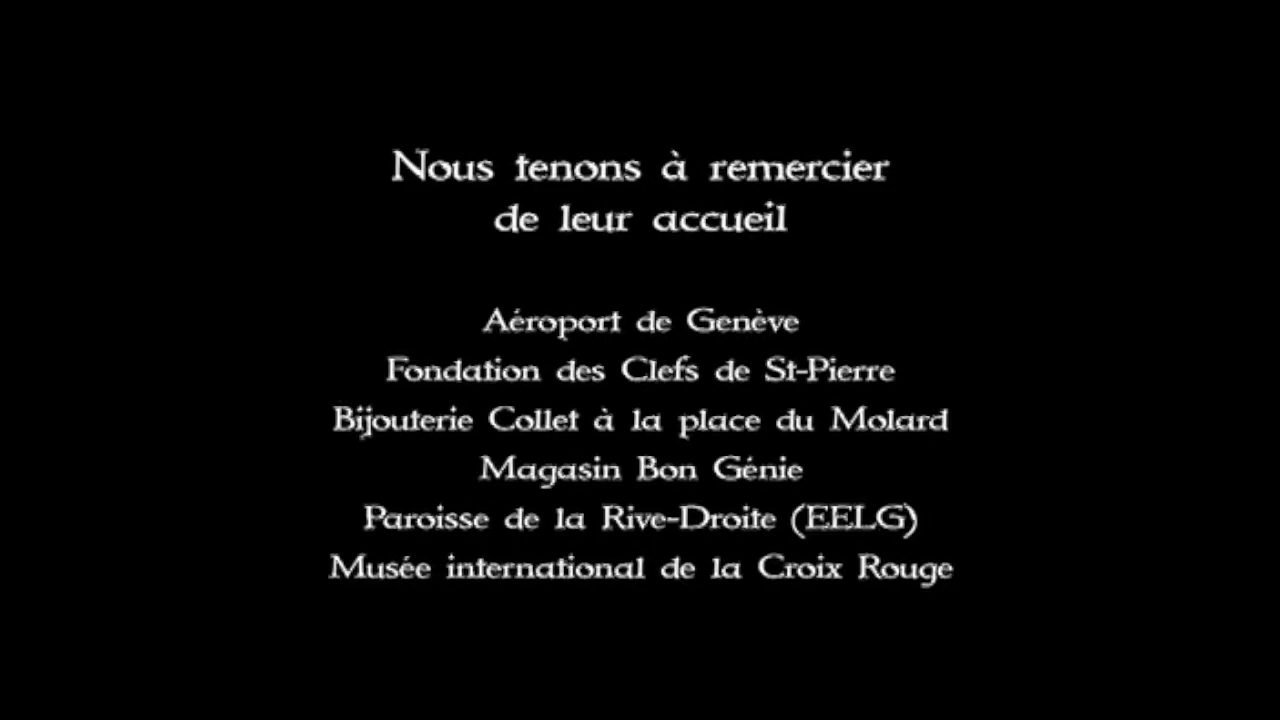 Nous tenons à remercier
de leur accueil
Aéroport de Genève
Fondation des Clefs de St-Pierre
Bijouterie Collet à la place du Molard
Magasin Bon Génie
Paroisse de la Rive-Droite (EELG)
Musée international de la Croix Rouge